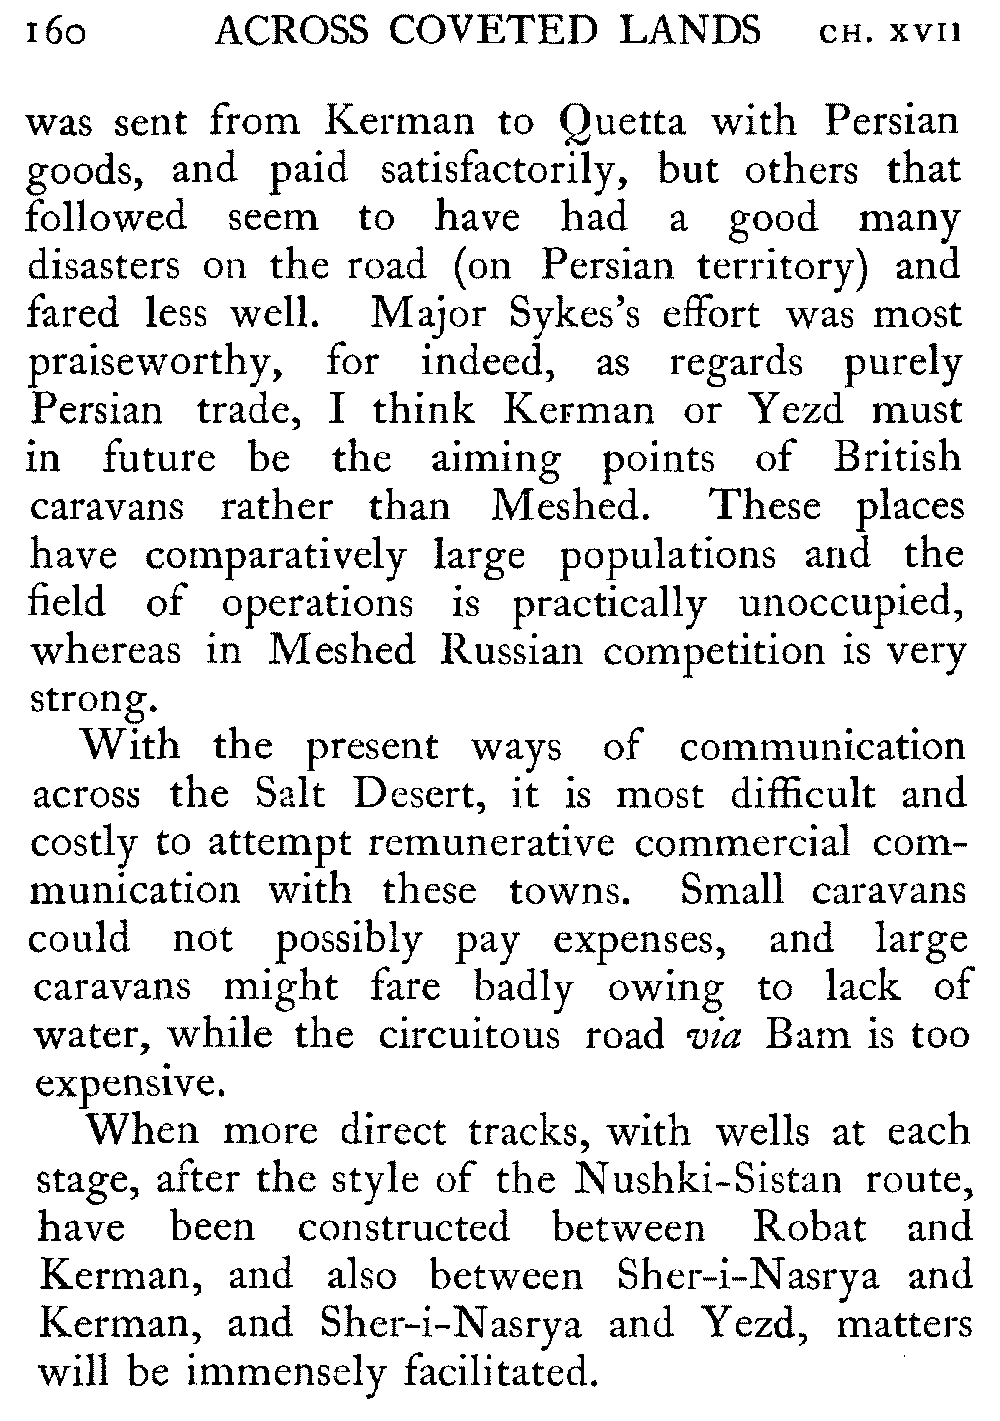 160 ACROSS COVETED LANDS CH. XVII
was sent from Kerman to Quetta with Persian
goods, and paid satisfactorily, but others that
followed seem to have had a good many
disasters on the road (on Persian territory) and
fared less well. Major Sykes's effort was most
praiseworthy, for indeed, as regards purely
Persian trade, I think Kerman or Yezd must
in future be the aiming points of British
caravans rather than Meshed. These places
have comparatively large populations and the
field of operations is practically unoccupied,
whereas in Meshed Russian competition is very
strong.
With the present ways of communication
across the Salt Desert, it is most difficult and
costly to attempt remunerative commercial com-
munication with these towns. Small caravans
could not possibly pay expenses, and large
caravans might fare badly owing to lack of
water, while the circuitous road via Bam is too
expensive.
When more direct tracks, with wells at each
stage, after the style of the Nushki-Sistan route,
have been constructed between Robat and
Kerman, and also between Sher-i-Nasrya and
Kerman, and Sher-i-Nasrya and Yezd, matters
will be immensely facilitated.